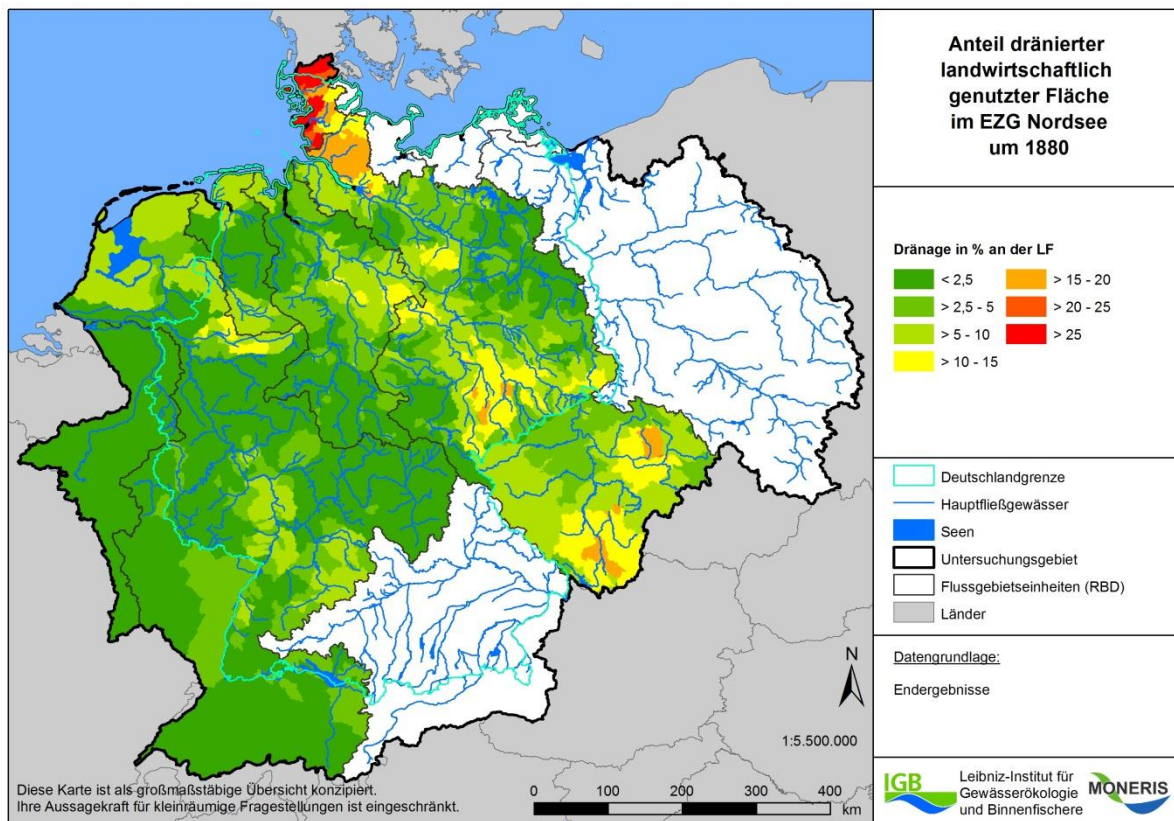 Anteil dränierter
landwirtschaftlich
genutzter Fläche
im EZG Nordsee
um 1880
Dränage in % an der LF
< 2,5
> 2,5 - 5
> 5 - 10
> 10 - 15
> 15 - 20
> 20 - 25
> 25
Deutschlandgrenze
Hauptfließgewässer
Seen
Untersuchungsgebiet
Flussgebietseinheiten (RBD)
Länder
Datengrundlage:
Endergebnisse
N
1:5.500.000
Diese Karte ist als großmaßstäbige Übersicht konzipiert.
Ihre Aussagekraft für kleinräumige Fragestellungen ist eingeschränkt.
0 100 200 300 400
km
IGB
Leibniz-Institut für
Gewässerökologie
und Binnenfischere
MONERIS